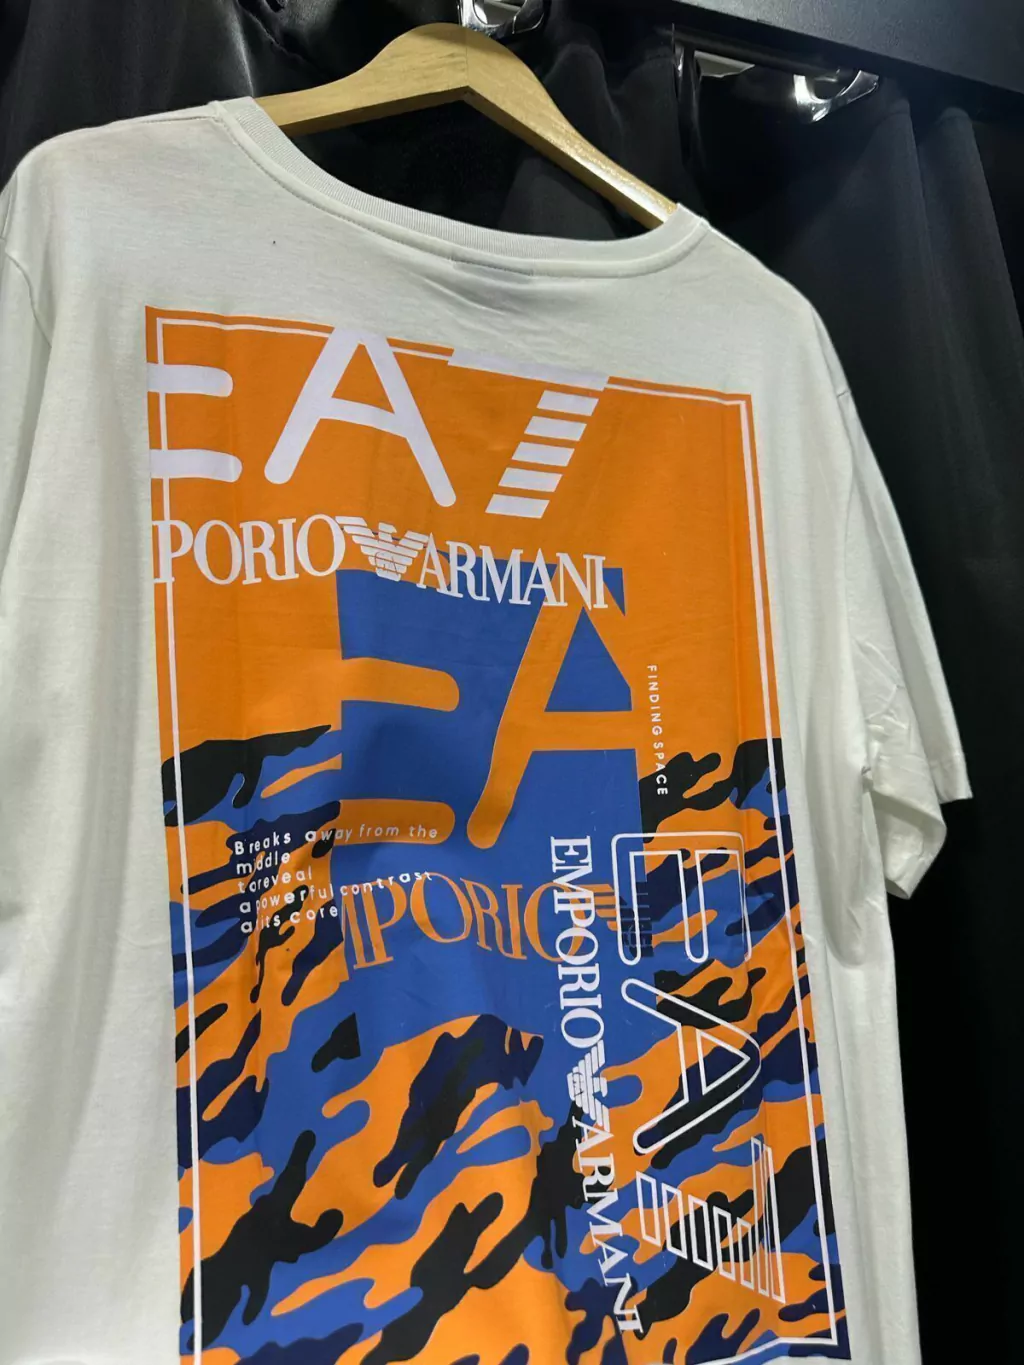 EA7
PORIO ARMANI
EA
MPORIO
FINDING SPACE
Breaks away from the
middle
to reveal
a powerful contrast
at its core
EMPORIO ARMANI
EA7